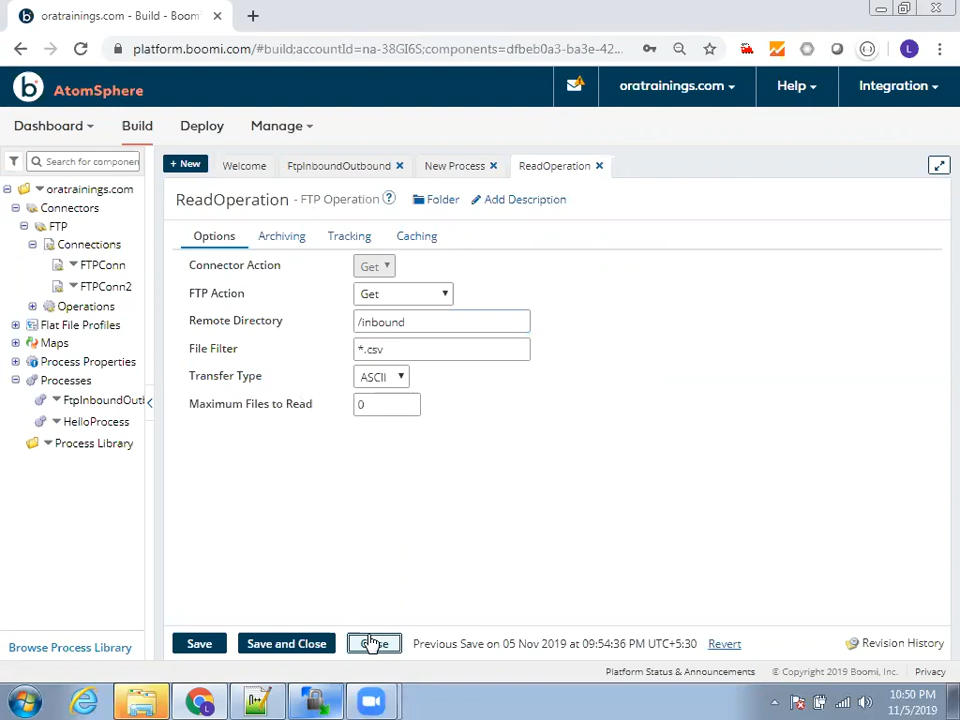 oratrainings.com - Build - Boomi
platform.boomi.com/#build:accountId=na-38GI6S;components=dfbeb0a3-ba3e-42...
L
b AtomSphere
oratrainings.com
Help
Integration
Dashboard
Build
Deploy
Manage
Search for componen
+ New
Welcome
FtpInboundOutbound
New Process
ReadOperation
oratrainings.com
Connectors
FTP
Connections
FTPConn
FTPConn2
Operations
Flat File Profiles
Maps
Process Properties
Processes
FtpInboundOutb
HelloProcess
Process Library
Browse Process Library
ReadOperation - FTP Operation ? Folder Add Description
Options Archiving Tracking Caching
Connector Action Get
FTP Action Get
Remote Directory /inbound
File Filter *.csv
Transfer Type ASCII
Maximum Files to Read 0
Save Save and Close Previous Save on 05 Nov 2019 at 09:54:36 PM UTC+5:30 Revert Revision History
Platform Status & Announcements © Copyright 2019 Boomi, Inc. Privacy
10:50 PM
11/5/2019